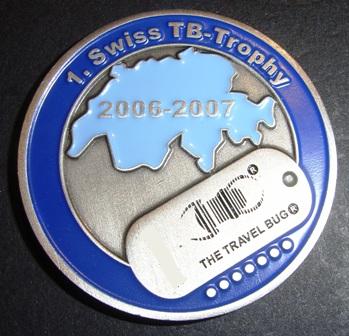 1. Swiss TB-Trophy
2006-2007
THE TRAVEL BUG®